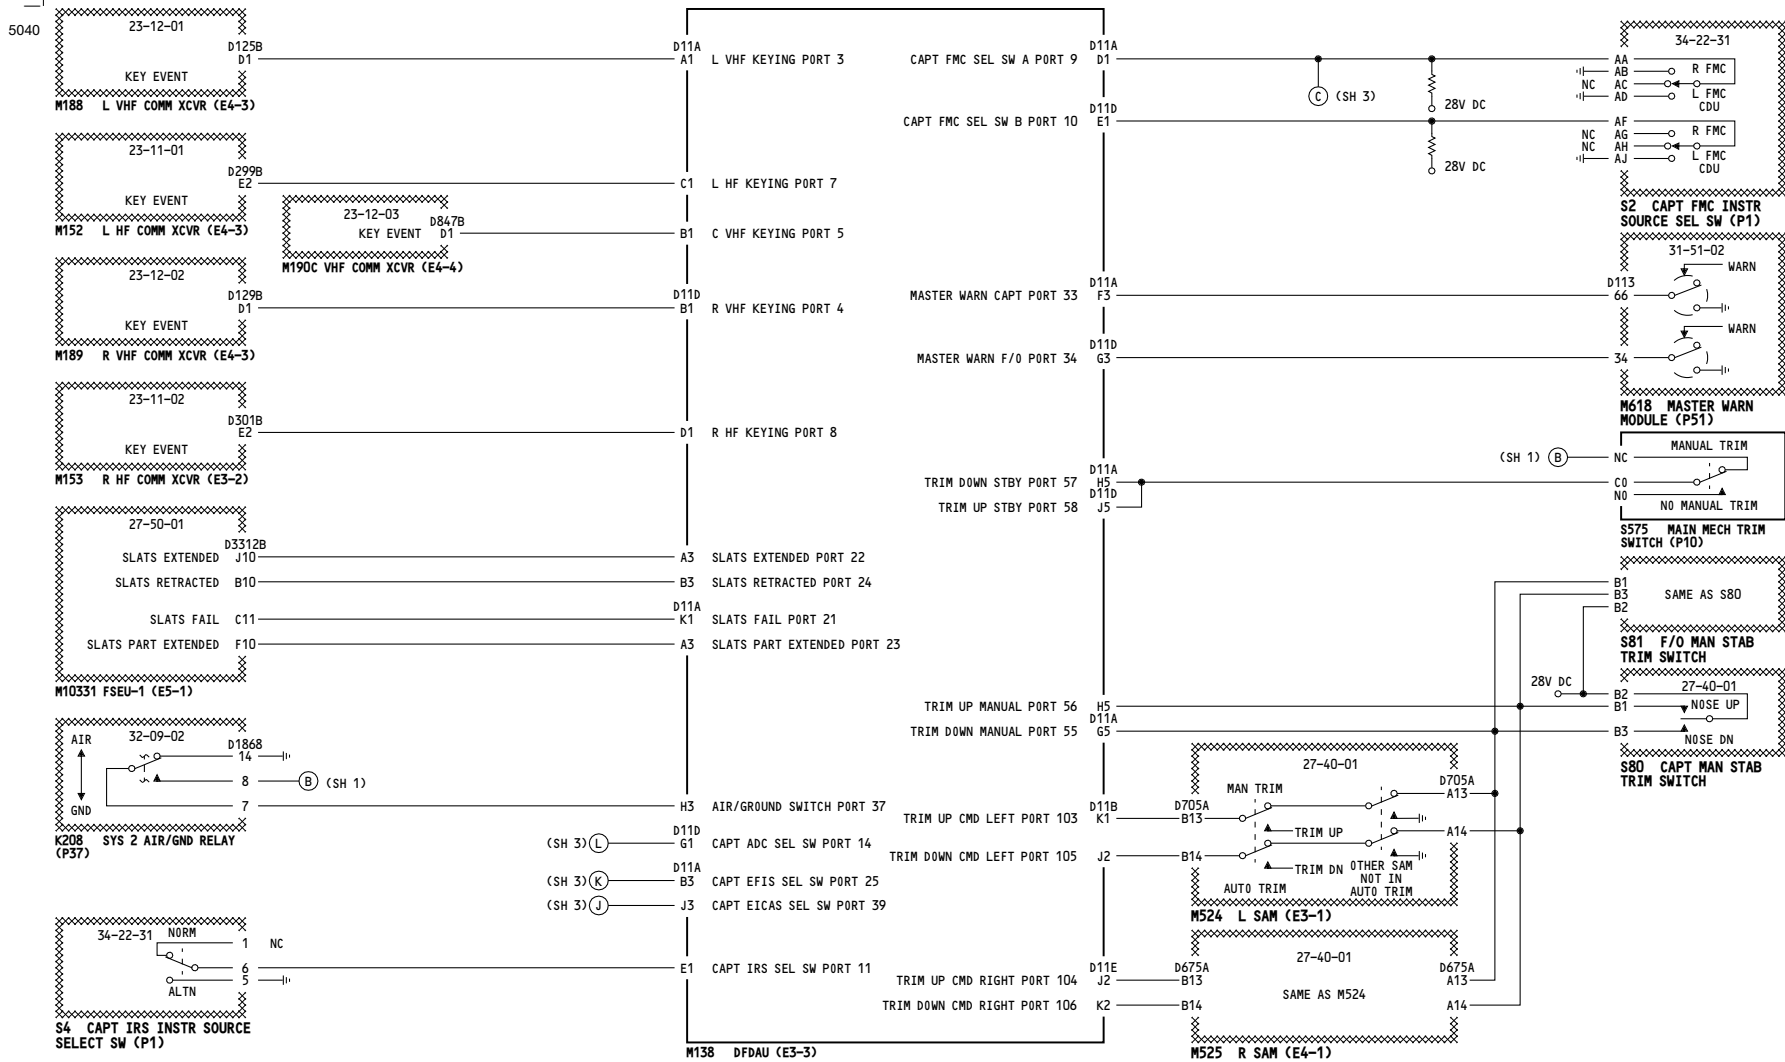 5040
23-12-01
D125B
D1
KEY EVENT
M188 L VHF COMM XCVR (E4-3)
23-11-01
D299B
E2
KEY EVENT
M152 L HF COMM XCVR (E4-3)
23-12-03
D847B
KEY EVENT D1
M190C VHF COMM XCVR (E4-4)
23-12-02
D129B
D1
KEY EVENT
M189 R VHF COMM XCVR (E4-3)
23-11-02
D301B
E2
KEY EVENT
M153 R HF COMM XCVR (E3-2)
27-50-01
D3312B
SLATS EXTENDED J10
SLATS RETRACTED B10
SLATS FAIL C11
SLATS PART EXTENDED F10
M10331 FSEU-1 (E5-1)
AIR
32-09-02
D1868
14
8 B (SH 1)
GND
7
K208 SYS 2 AIR/GND RELAY
(P37)
34-22-31 NORM
1 NC
6
5
ALTN
S4 CAPT IRS INSTR SOURCE
SELECT SW (P1)
D11A
A1 L VHF KEYING PORT 3
C1 L HF KEYING PORT 7
B1 C VHF KEYING PORT 5
D11D
B1 R VHF KEYING PORT 4
D1 R HF KEYING PORT 8
A3 SLATS EXTENDED PORT 22
B3 SLATS RETRACTED PORT 24
D11A
K1 SLATS FAIL PORT 21
A3 SLATS PART EXTENDED PORT 23
H3 AIR/GROUND SWITCH PORT 37
D11D
(SH 3) L G1 CAPT ADC SEL SW PORT 14
D11A
(SH 3) K B3 CAPT EFIS SEL SW PORT 25
(SH 3) J J3 CAPT EICAS SEL SW PORT 39
E1 CAPT IRS SEL SW PORT 11
M138 DFDAU (E3-3)
D11A
CAPT FMC SEL SW A PORT 9 D1
D11D
CAPT FMC SEL SW B PORT 10 E1
D11A
MASTER WARN CAPT PORT 33 F3
D11D
MASTER WARN F/O PORT 34 G3
D11A
TRIM DOWN STBY PORT 57 H5
D11D
TRIM UP STBY PORT 58 J5
TRIM UP MANUAL PORT 56 H5
D11A
TRIM DOWN MANUAL PORT 55 G5
D11B
TRIM UP CMD LEFT PORT 103 K1
TRIM DOWN CMD LEFT PORT 105 J2
D11E
TRIM UP CMD RIGHT PORT 104 J2
TRIM DOWN CMD RIGHT PORT 106 K2
C (SH 3)
28V DC
28V DC
34-22-31
AA
AB R FMC
NC AC
AD L FMC
CDU
AF
NC AG R FMC
NC AH
AJ L FMC
CDU
S2 CAPT FMC INSTR
SOURCE SEL SW (P1)
31-51-02
WARN
D113
66
WARN
34
M618 MASTER WARN
MODULE (P51)
MANUAL TRIM
(SH 1) B NC
CO
NO
NO MANUAL TRIM
S575 MAIN MECH TRIM
SWITCH (P10)
B1
B3 SAME AS S80
B2
S81 F/O MAN STAB
TRIM SWITCH
28V DC
27-40-01
B2
B1 NOSE UP
B3
NOSE DN
S80 CAPT MAN STAB
TRIM SWITCH
27-40-01
D705A
MAN TRIM
A13
D705A
B13
TRIM UP
A14
B14
TRIM DN
OTHER SAM
NOT IN
AUTO TRIM
AUTO TRIM
M524 L SAM (E3-1)
27-40-01
D675A
B13
D675A
A13
SAME AS M524
B14
A14
M525 R SAM (E4-1)